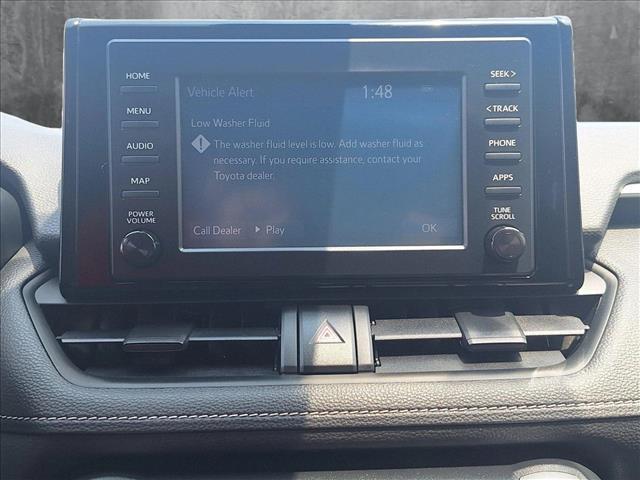 HOME
MENU
AUDIO
MAP
POWER
VOLUME
Vehicle Alert
1:48
Low Washer Fluid
The washer fluid level is low. Add washer fluid as
necessary. If you require assistance, contact your
Toyota dealer.
Call Dealer
Play
OK
SEEK >
< TRACK
PHONE
APPS
TUNE
SCROLL